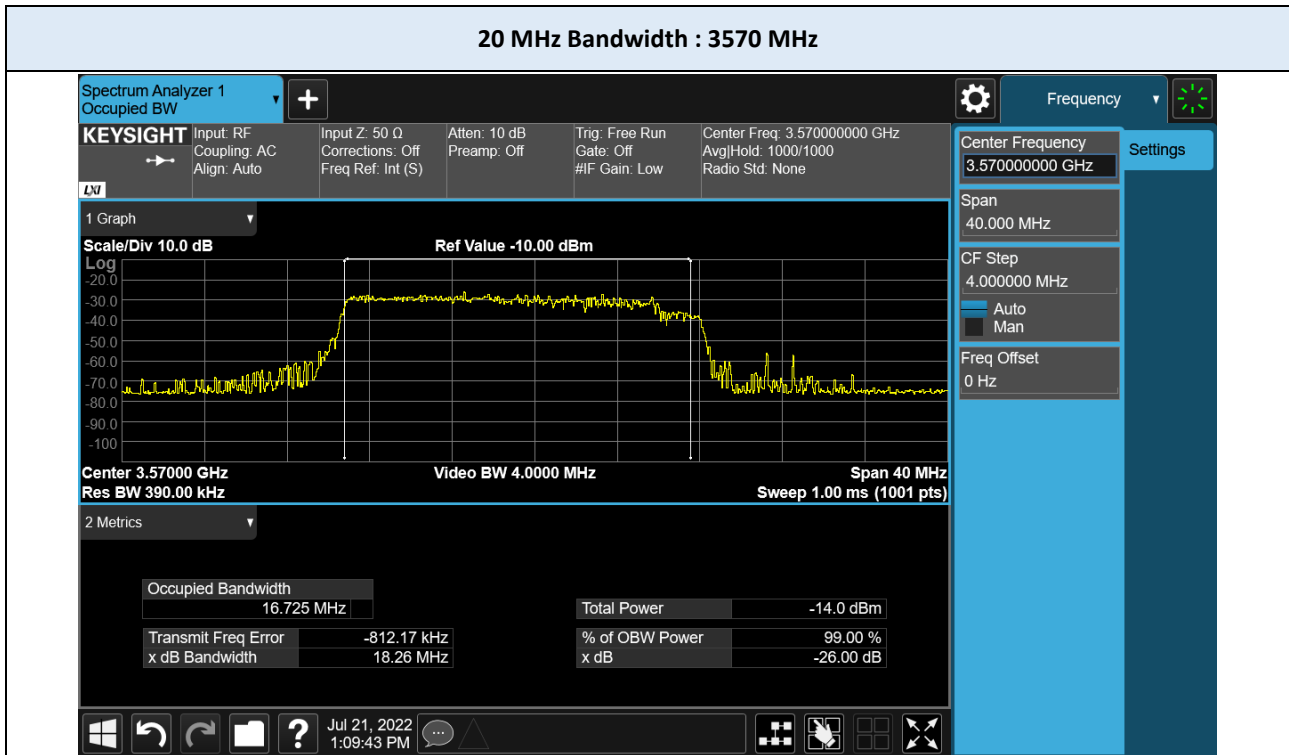 20 MHz Bandwidth : 3570 MHz
Spectrum Analyzer 1
Occupied BW
Frequency
KEYSIGHT
LXI
Input: RF
Coupling: AC
Align: Auto
Input Z: 50 Ω
Corrections: Off
Freq Ref: Int (S)
Atten: 10 dB
Preamp: Off
Trig: Free Run
Gate: Off
#IF Gain: Low
Center Freq: 3.570000000 GHz
Avg|Hold: 1000/1000
Radio Std: None
Center Frequency
3.570000000 GHz
Settings
Span
40.000 MHz
CF Step
4.000000 MHz
Auto
Man
Freq Offset
0 Hz
1 Graph
Scale/Div 10.0 dB
Ref Value -10.00 dBm
Log
-20.0
-30.0
-40.0
-50.0
-60.0
-70.0
-80.0
-90.0
-100
Center 3.57000 GHz
Video BW 4.0000 MHz
Span 40 MHz
Res BW 390.00 kHz
Sweep 1.00 ms (1001 pts)
2 Metrics
Occupied Bandwidth
16.725 MHz
Total Power -14.0 dBm
Transmit Freq Error -812.17 kHz
% of OBW Power 99.00 %
x dB Bandwidth 18.26 MHz
x dB -26.00 dB
?
Jul 21, 2022
1:09:43 PM